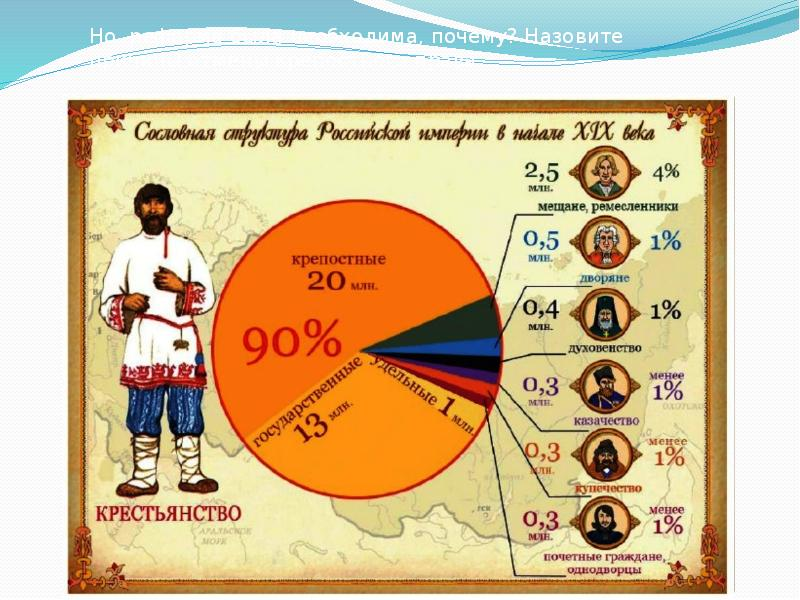 Но
необходима, почему? Назовите
Сословная структура Российской империи в начале XIX века
2,5 млн. 4%
мещане, ремесленники
0,5 млн. 1%
дворяне
0,4 млн. 1%
духовенство
0,3 млн. менее 1%
казачество
0,3 млн. менее 1%
купечество
0,3 млн. менее 1%
почетные граждане,
однодворцы
крепостные
20 млн.
90%
государственные
13 млн.
удельные 1 млн.
КРЕСТЬЯНСТВО
АРАЛЬСКОЕ
МОРЕ
ОХОТСКО